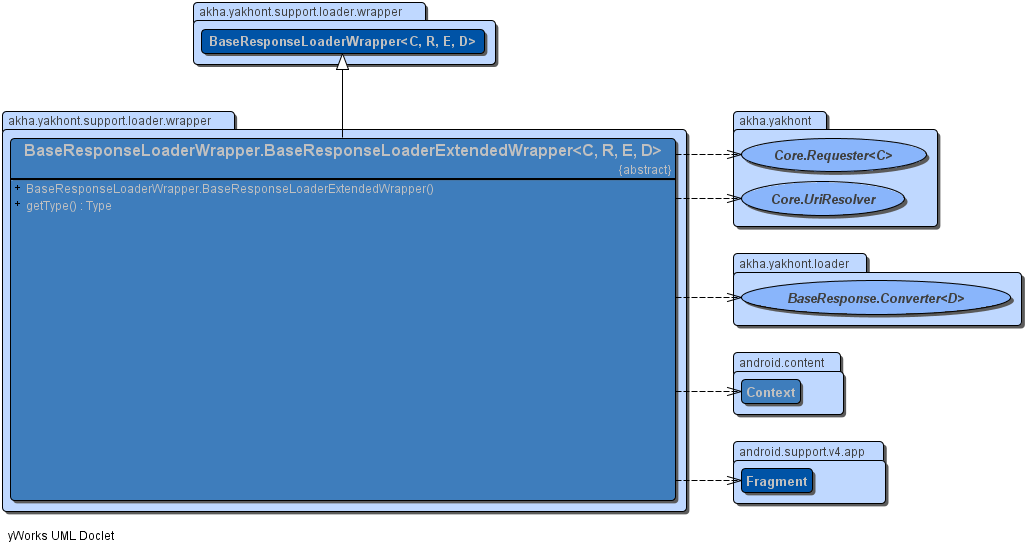 akha.yakhont.support.loader.wrapper
BaseResponseLoaderWrapper<C, R, E, D>
akha.yakhont.support.loader.wrapper
BaseResponseLoaderWrapper.BaseResponseLoaderExtendedWrapper<C, R, E, D>
{abstract}
+ BaseResponseLoaderWrapper.BaseResponseLoaderExtendedWrapper()
+ getType() : Type
akha.yakhont
Core.Requester<C>
Core.UriResolver
akha.yakhont.loader
BaseResponse.Converter<D>
android.content
Context
android.support.v4.app
Fragment
yWorks UML Doclet